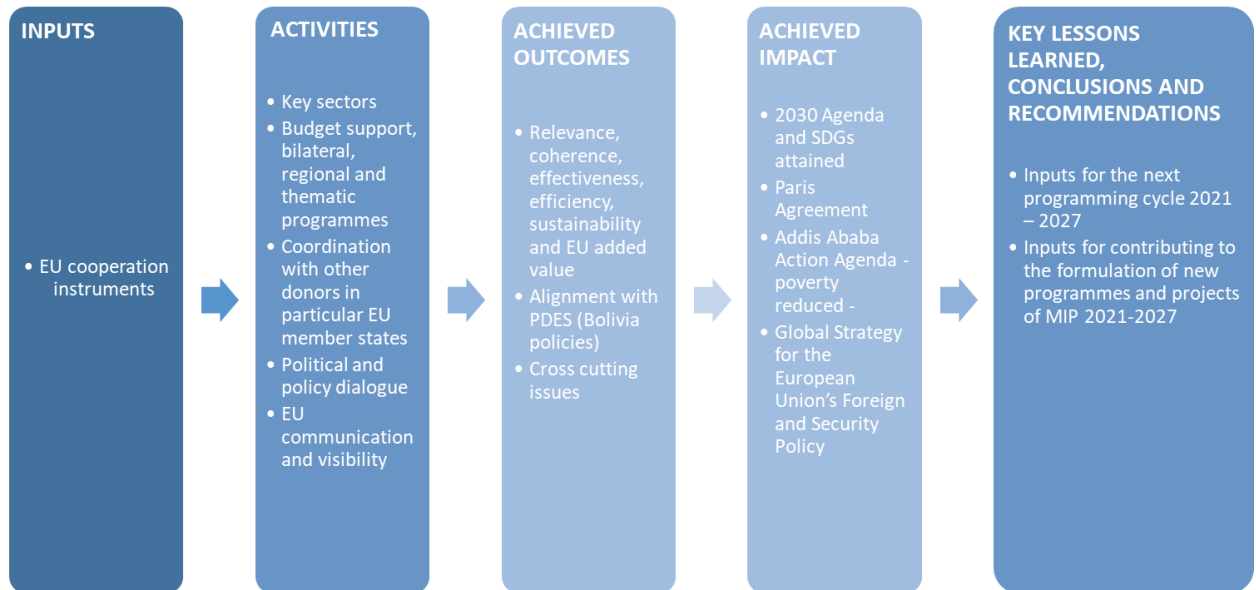 INPUTS
• EU cooperation
instruments
ACTIVITIES
• Key sectors
• Budget support,
bilateral,
regional and
thematic
programmes
• Coordination
with other
donors in
particular EU
member states
• Political and
policy dialogue
• EU
communication
and visibility
ACHIEVED
OUTCOMES
• Relevance,
coherence,
effectiveness,
efficiency,
sustainability
and EU added
value
• Alignment with
PDES (Bolivia
policies)
• Cross cutting
issues
ACHIEVED
IMPACT
• 2030 Agenda
and SDGs
attained
• Paris
Agreement
• Addis Ababa
Action Agenda -
poverty
reduced -
• Global Strategy
for the
European
Union’s Foreign
and Security
Policy
KEY LESSONS
LEARNED,
CONCLUSIONS AND
RECOMMENDATIONS
• Inputs for the next
programming cycle 2021
– 2027
• Inputs for contributing to
the formulation of new
programmes and projects
of MIP 2021-2027